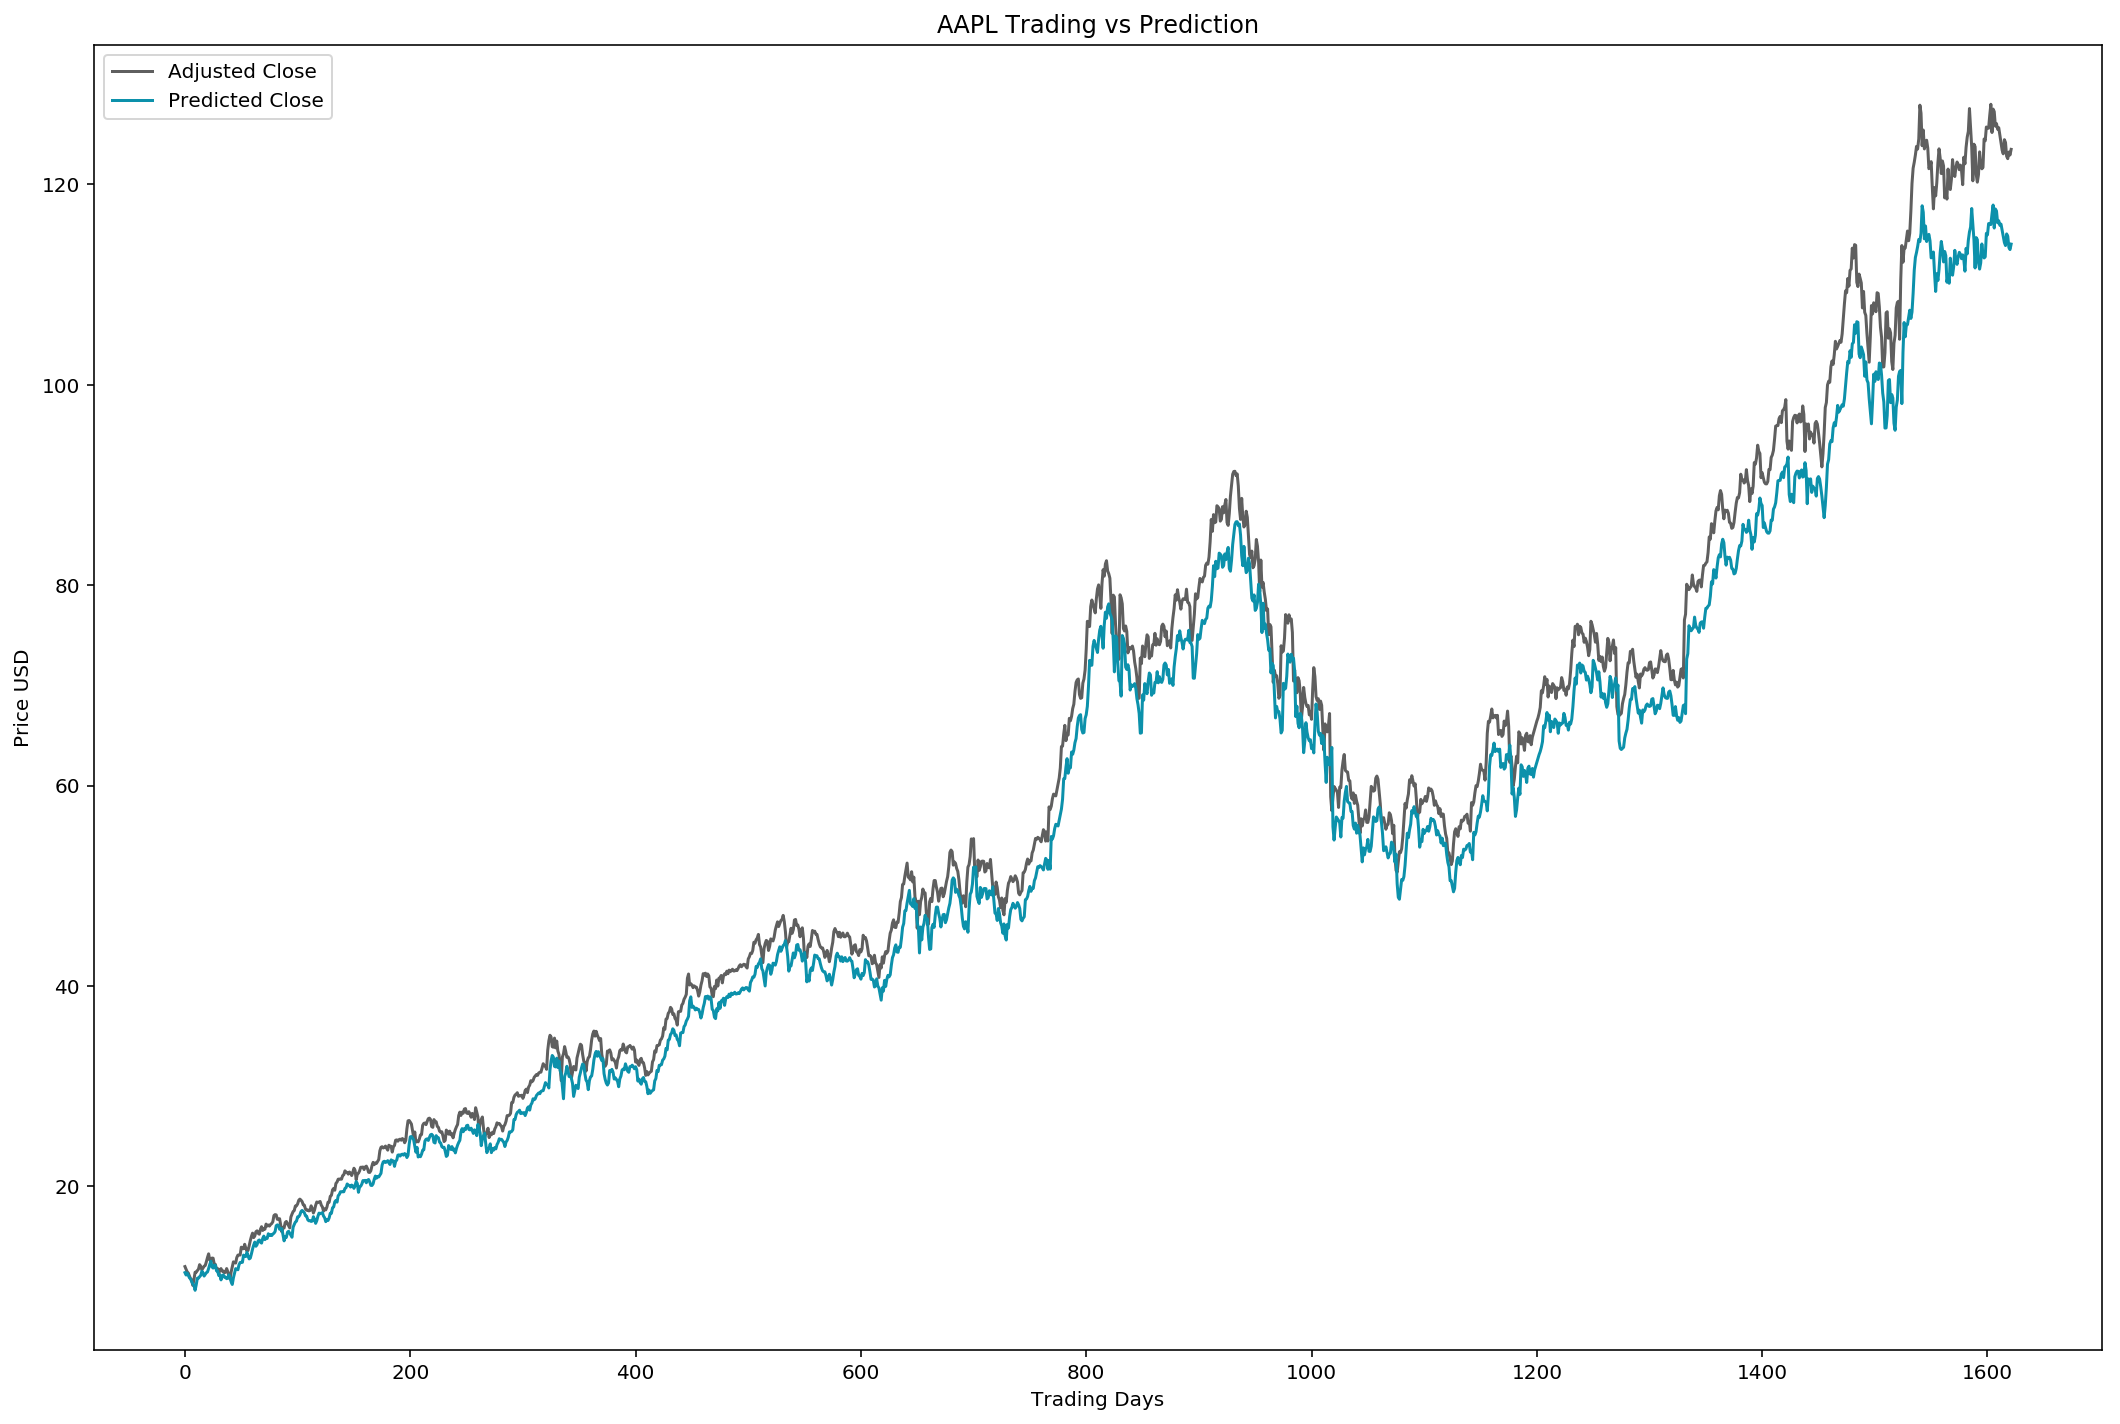 AAPL Trading vs Prediction
Adjusted Close
Predicted Close
Price USD
120
100
80
60
40
20
0 200 400 600 800 1000 1200 1400 1600
Trading Days